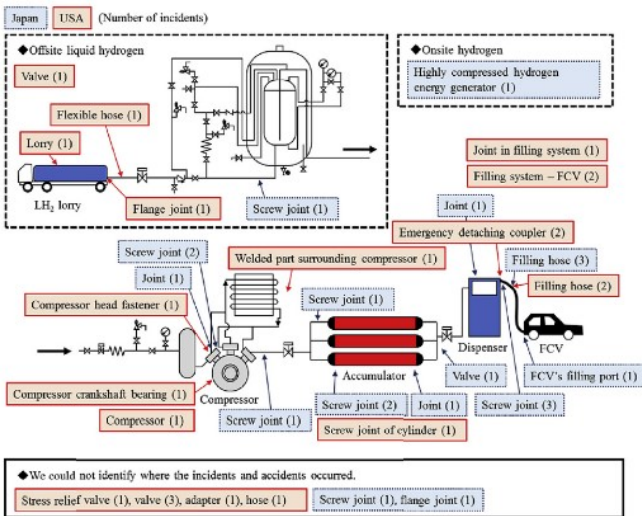 Japan USA (Number of incidents)
◆Offsite liquid hydrogen
Valve (1)
Flexible hose (1)
Lorry (1)
LH2 lorry
Flange joint (1)
Screw joint (1)
◆Onsite hydrogen
Highly compressed hydrogen
energy generator (1)
Joint in filling system (1)
Filling system – FCV (2)
Joint (1)
Emergency detaching coupler (2)
Filling hose (3)
Filling hose (2)
Screw joint (2)
Joint (1)
Welded part surrounding compressor (1)
Compressor head fastener (1)
Screw joint (1)
Dispenser
FCV
Compressor crankshaft bearing (1)
Compressor
Compressor (1)
Screw joint (1)
Accumulator
Screw joint (2)
Joint (1)
Screw joint of cylinder (1)
Valve (1)
FCV's filling port (1)
Screw joint (3)
◆We could not identify where the incidents and accidents occurred.
Stress relief valve (1), valve (3), adapter (1), hose (1)
Screw joint (1), flange joint (1)